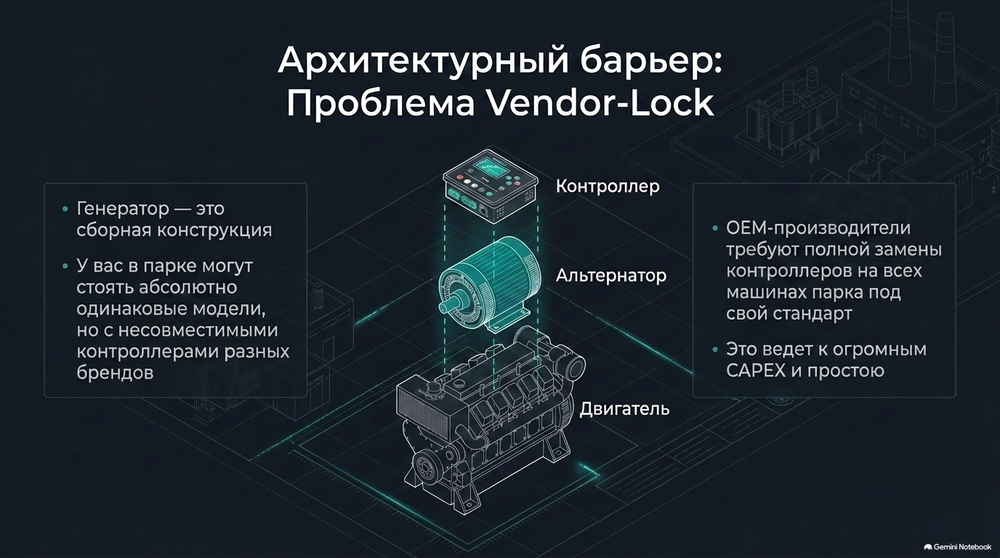 Архитектурный барьер:
Проблема Vendor-Lock
• Генератор — это
сборная конструкция
• У вас в парке могут
стоять абсолютно
одинаковые модели,
но с несовместимыми
контроллерами разных
брендов
Контроллер
Альтернатор
Двигатель
• OEM-производители
требуют полной замены
контроллеров на всех
машинах парка под
свой стандарт
• Это ведет к огромным
CAPEX и простою
Gemini Notebook